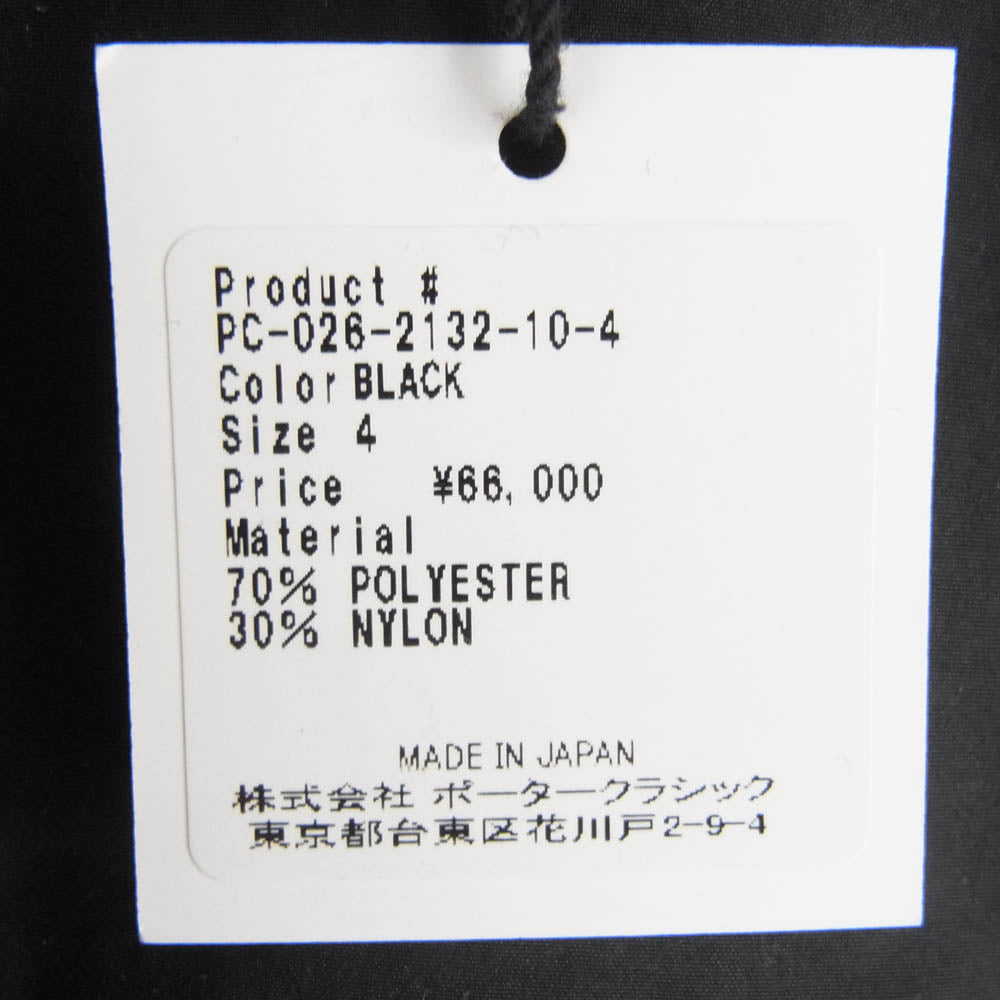 Product #
PC-026-2132-10-4
Color BLACK
Size 4
Price ¥66,000
Material
70% POLYESTER
30% NYLON
MADE IN JAPAN
株式会社 ポータークラシック
東京都台東区花川戸2-9-4